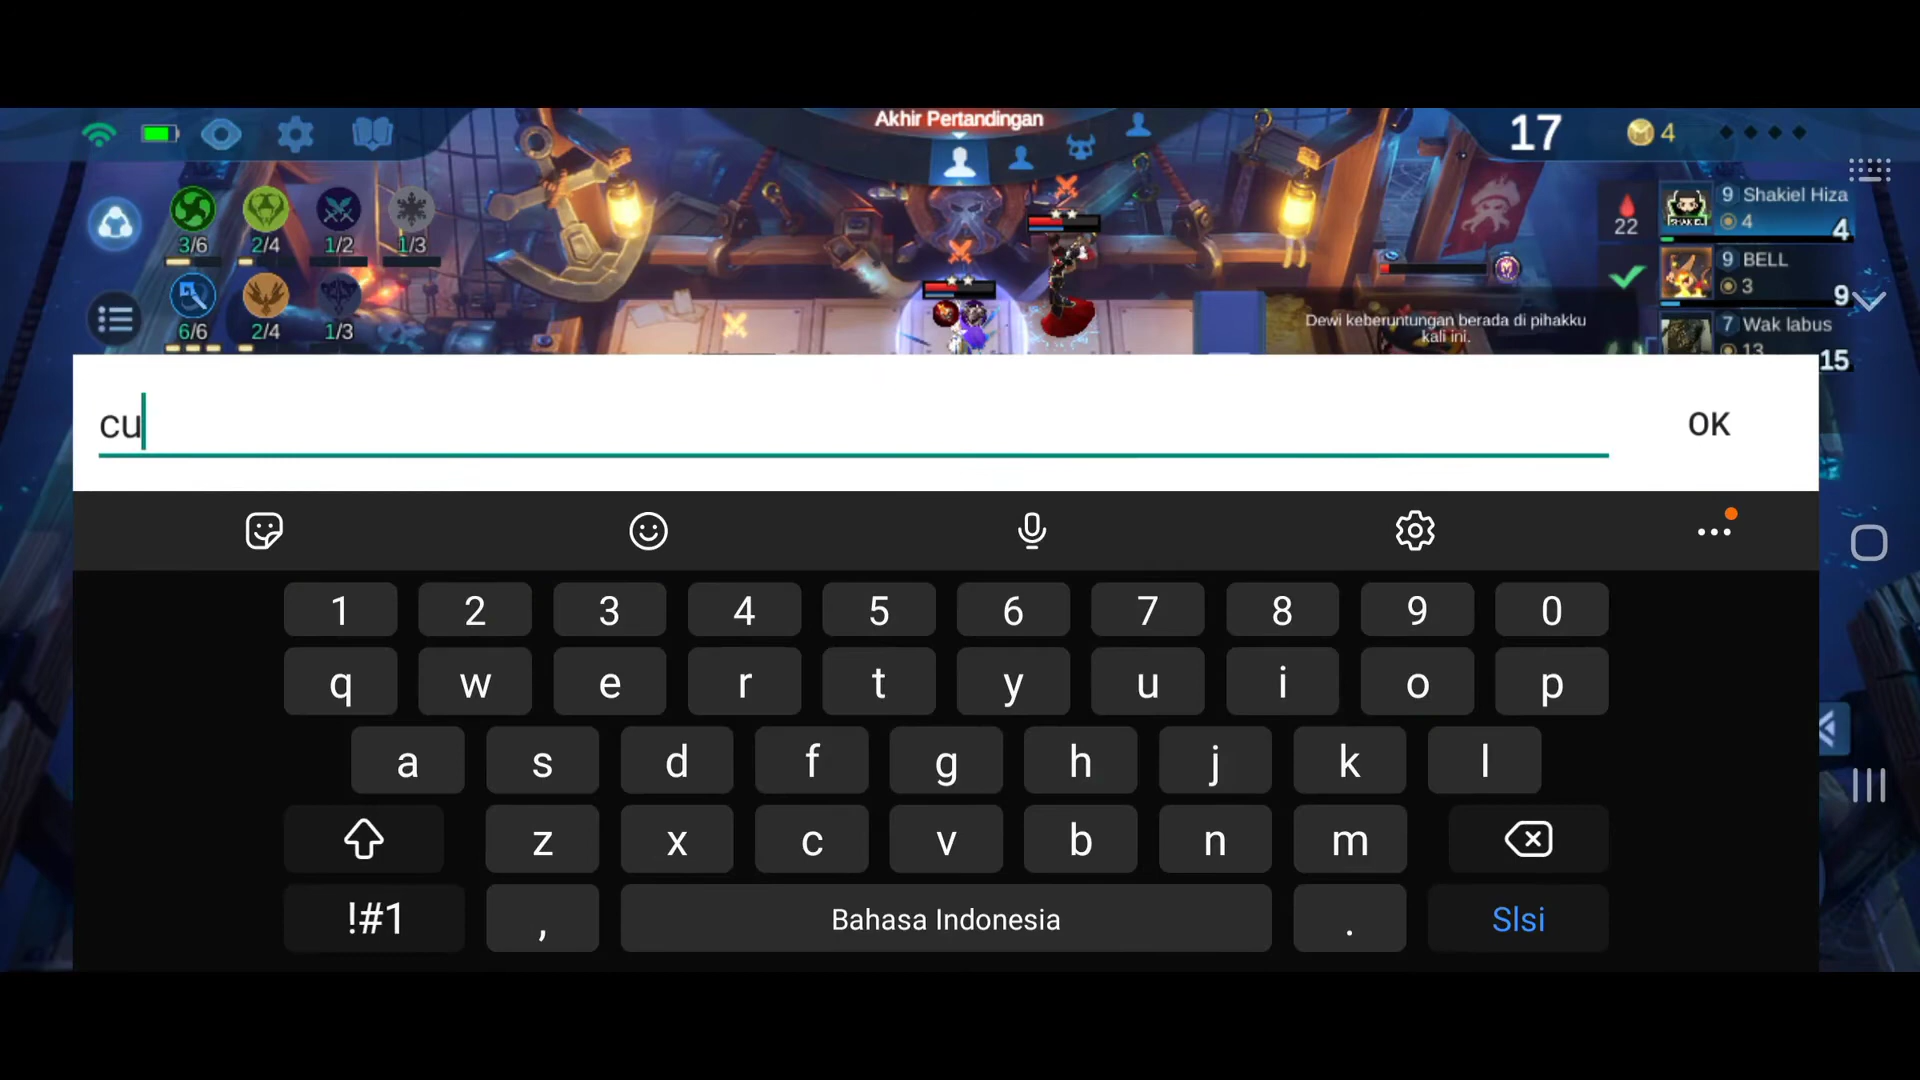 Akhir Pertandingan
17
4
3/6
2/4
1/2
1/3
6/6
2/4
1/3
22
9 Shakiel Hiza
4
4
SHAKIEL
9 BELL
3
9
7 Wak labus
13
15
Dewi keberuntungan berada di pihakku
kali ini.
cu
OK
1 2 3 4 5 6 7 8 9 0
q w e r t y u i o p
a s d f g h j k l
z x c v b n m
!#1 , Bahasa Indonesia . Slsi